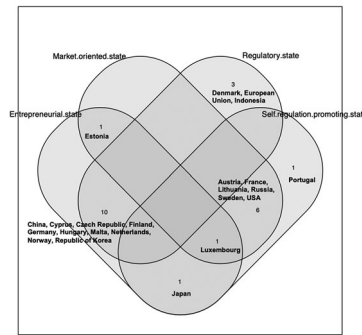 Market.oriented.state
Regulatory.state
3
Denmark, European
Union, Indonesia
Entrepreneurial.state
Self.regulation.promoting.stat
1
Estonia
1
Portugal
Austria, France,
Lithuania, Russia,
Sweden, USA
6
10
China, Cyprus, Czech Republic, Finland,
Germany, Hungary, Malta, Netherlands,
Norway, Republic of Korea
1
Luxembourg
1
Japan